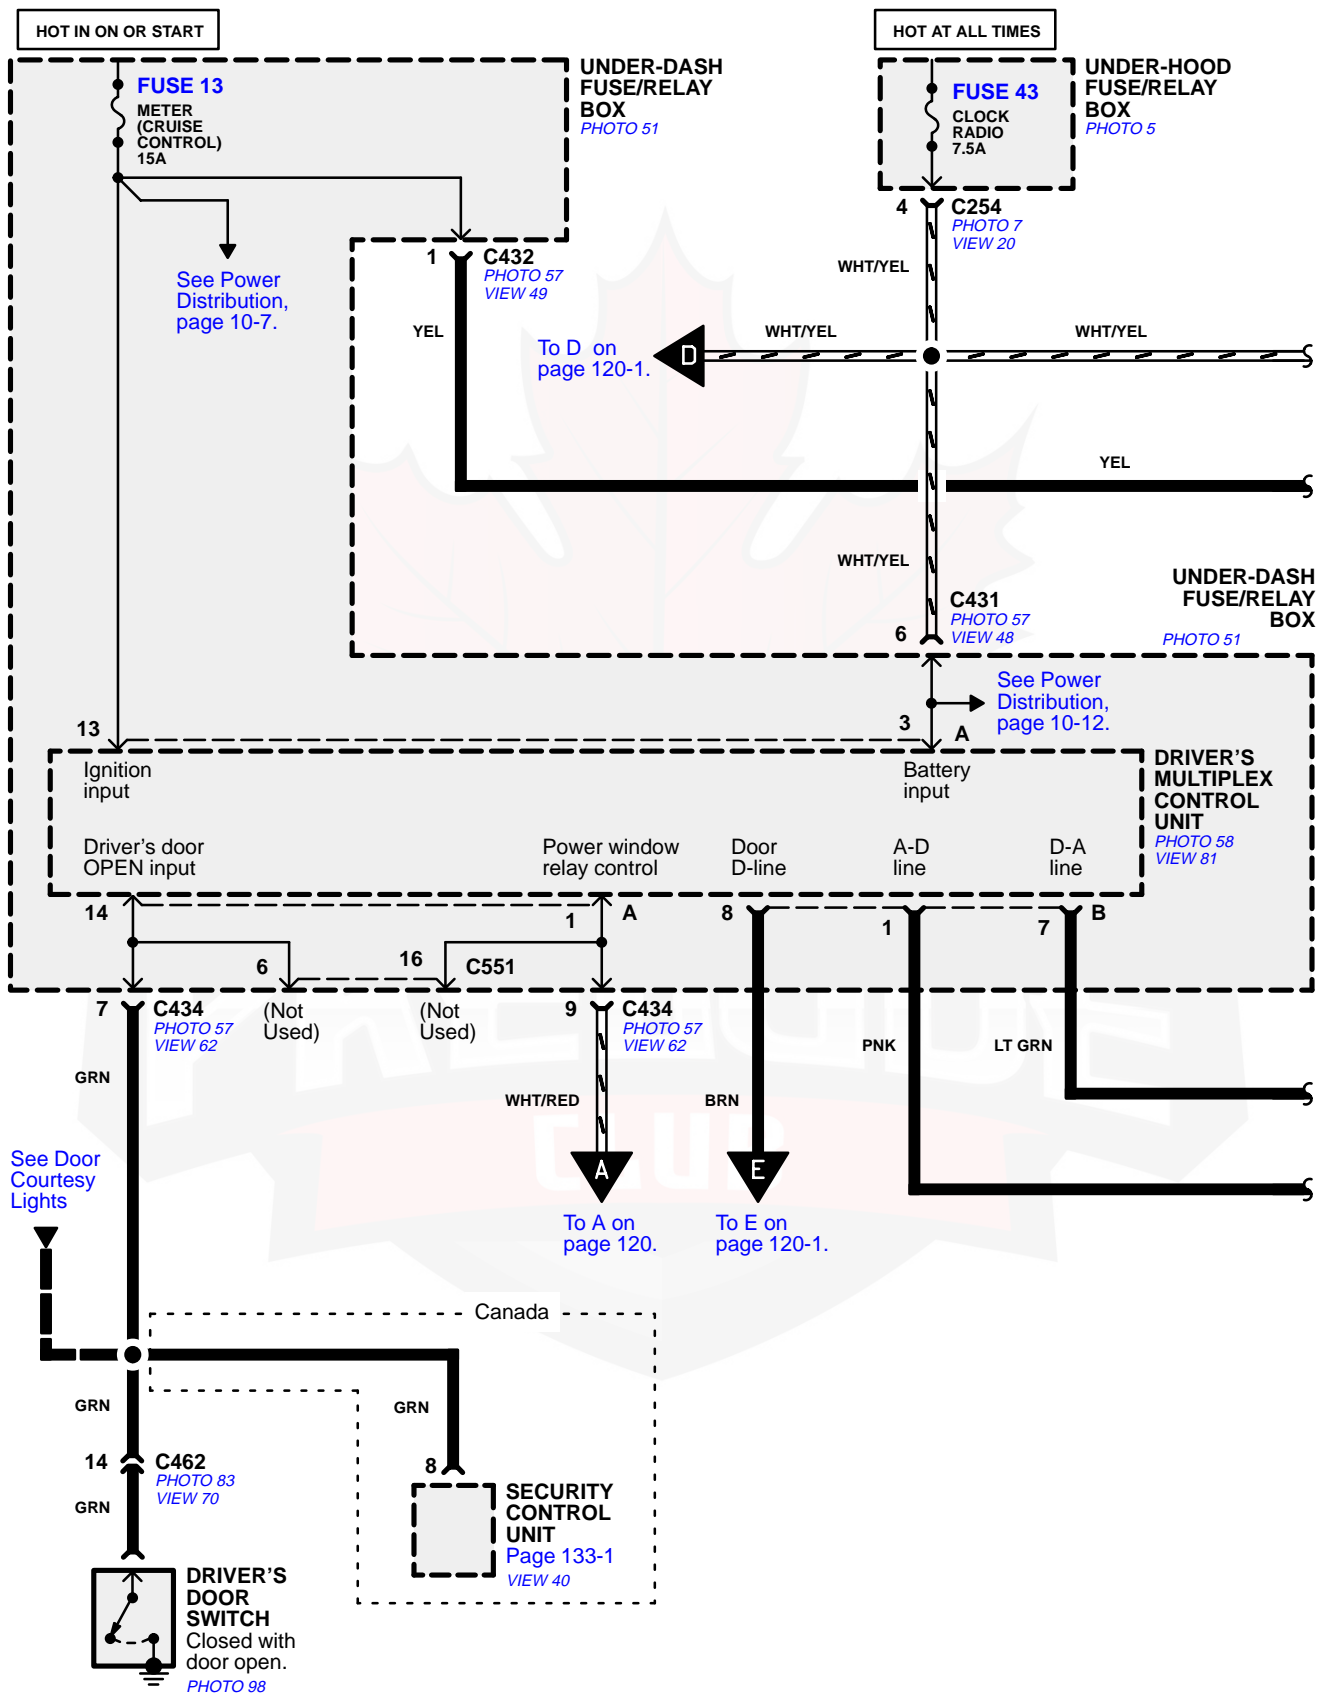 HOT IN ON OR START
HOT AT ALL TIMES
FUSE 13
METER
(CRUISE
CONTROL)
15A
UNDER-DASH
FUSE/RELAY
BOX
PHOTO 51
FUSE 43
CLOCK
RADIO
7.5A
UNDER-HOOD
FUSE/RELAY
BOX
PHOTO 5
See Power
Distribution,
page 10-7.
1
C432
PHOTO 57
VIEW 49
YEL
4
C254
PHOTO 7
VIEW 20
WHT/YEL
To D on
page 120-1.
D
WHT/YEL
WHT/YEL
YEL
WHT/YEL
C431
PHOTO 57
VIEW 48
6
UNDER-DASH
FUSE/RELAY
BOX
PHOTO 51
See Power
Distribution,
page 10-12.
13
3
A
Ignition
input
Battery
input
DRIVER'S
MULTIPLEX
CONTROL
UNIT
PHOTO 58
VIEW 81
Driver's door
OPEN input
Power window
relay control
Door
D-line
A-D
line
D-A
line
14
1
A
8
1
7
B
6
16
C551
7
C434
PHOTO 57
VIEW 62
(Not
Used)
(Not
Used)
9
C434
PHOTO 57
VIEW 62
GRN
WHT/RED
BRN
PNK
LT GRN
PRELUDE
CLUB
See Door
Courtesy
Lights
A
E
To A on
page 120.
To E on
page 120-1.
Canada
GRN
GRN
14
C462
PHOTO 83
VIEW 70
GRN
8
SECURITY
CONTROL
UNIT
Page 133-1
VIEW 40
DRIVER'S
DOOR
SWITCH
Closed with
door open.
PHOTO 98